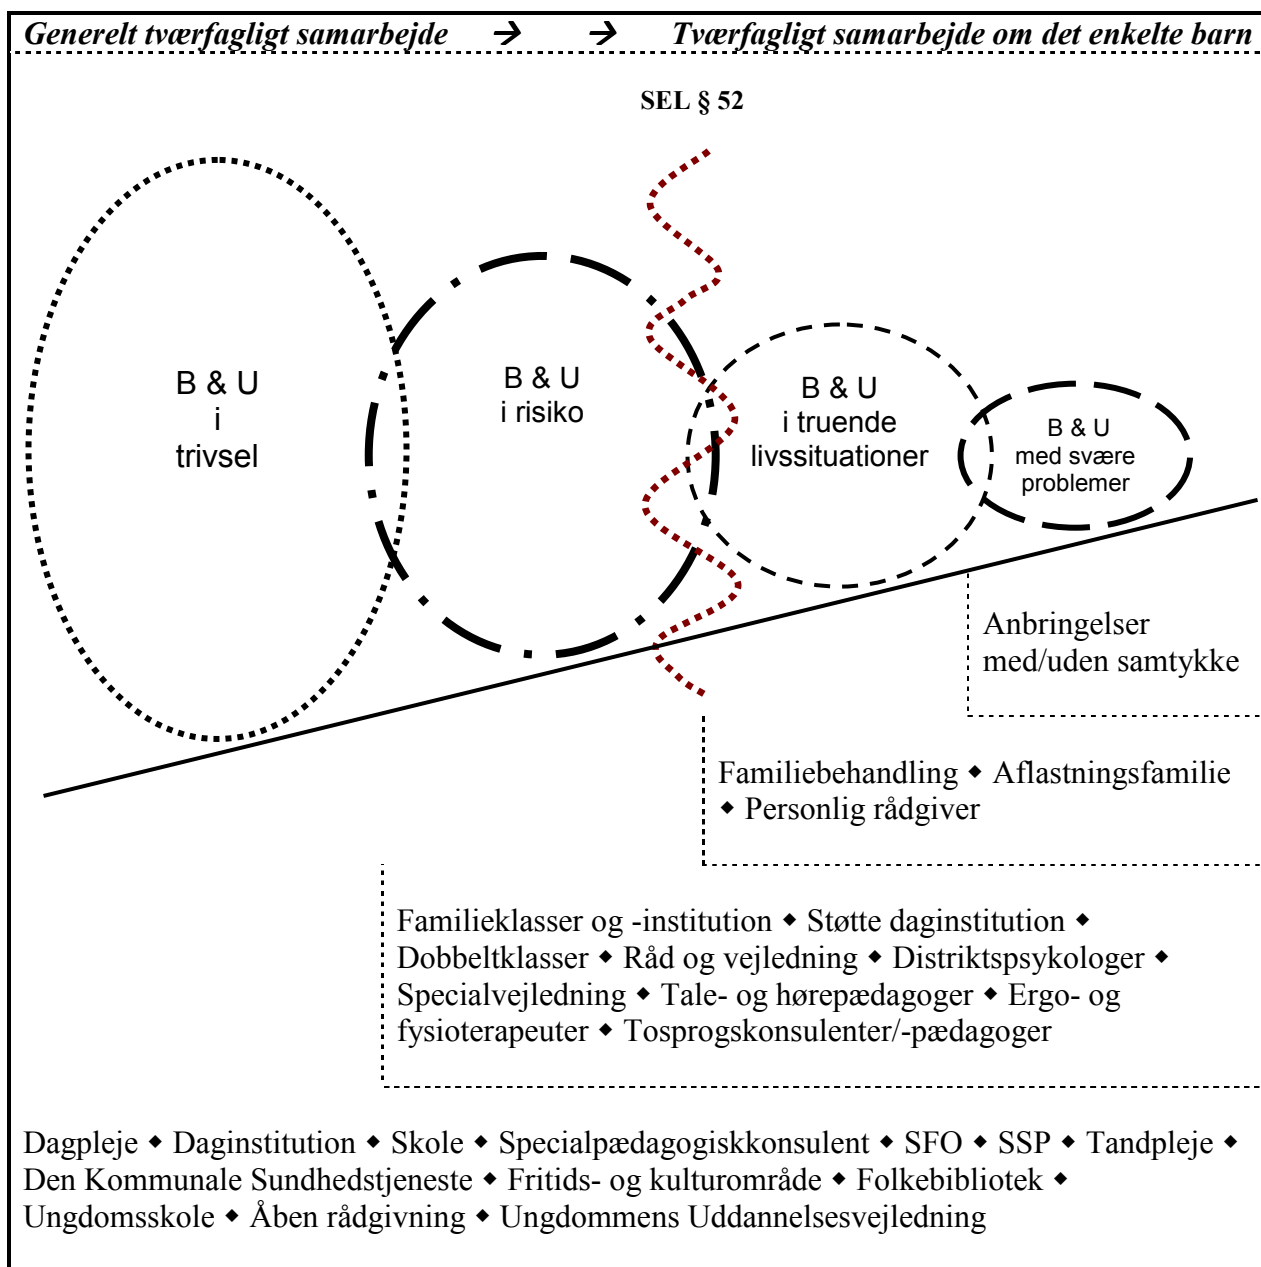 Generelt tværfagligt samarbejde → → Tværfagligt samarbejde om det enkelte barn
SEL § 52
B & U
i
trivsel
B & U
i risiko
B & U
i truende
livssituationer
B & U
med svære
problemer
Anbringelser
med/uden samtykke
Familiebehandling ◆ Aflastningsfamilie
◆ Personlig rådgiver
Familieklasser og -institution ◆ Støtte daginstitution ◆
Dobbeltklasser ◆ Råd og vejledning ◆ Distriktspsykologer ◆
Specialvejledning ◆ Tale- og hørepædagoger ◆ Ergo- og
fysioterapeuter ◆ Tosprogskonsulenter/-pædagoger
Dagpleje ◆ Daginstitution ◆ Skole ◆ Specialpædagogiskkonsulent ◆ SFO ◆ SSP ◆ Tandpleje ◆
Den Kommunale Sundhedstjeneste ◆ Fritids- og kulturområde ◆ Folkebibliotek ◆
Ungdomsskole ◆ Åben rådgivning ◆ Ungdommens Uddannelsesvejledning